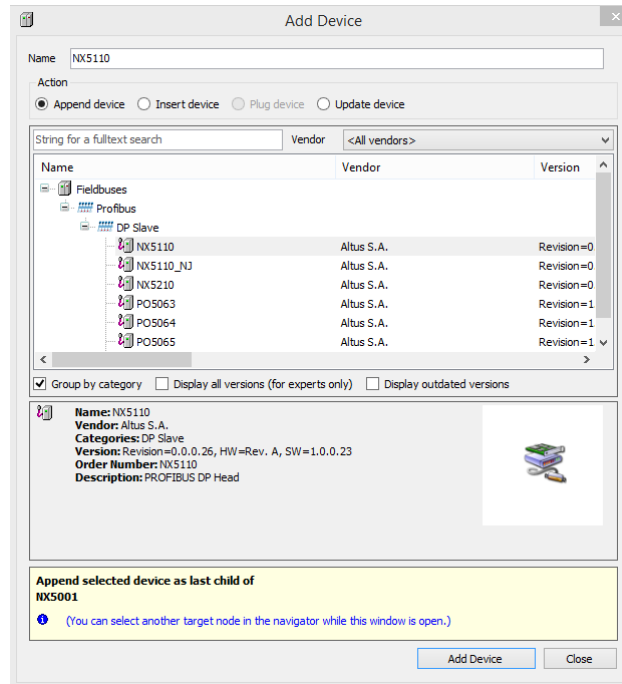 Add Device
Name NX5110
Action
Append device Insert device Plug device Update device
String for a fulltext search Vendor <All vendors>
Name Vendor Version
Fieldbuses
Profibus
DP Slave
NX5110 Altus S.A. Revision=0
NX5110_NJ Altus S.A. Revision=0
NX5210 Altus S.A. Revision=0
PO5063 Altus S.A. Revision=1
PO5064 Altus S.A. Revision=1
PO5065 Altus S.A. Revision=1
Group by category Display all versions (for experts only) Display outdated versions
Name: NX5110
Vendor: Altus S.A.
Categories: DP Slave
Version: Revision=0.0.0.26, HW=Rev. A, SW=1.0.0.23
Order Number: NX5110
Description: PROFIBUS DP Head
Append selected device as last child of
NX5001
(You can select another target node in the navigator while this window is open.)
Add Device Close